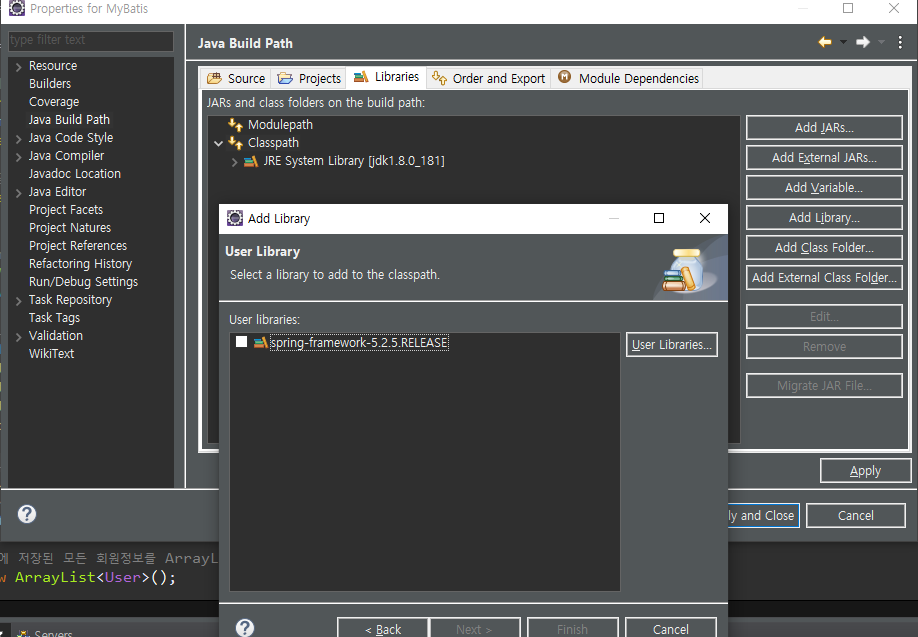 Properties for MyBatis
type filter text
Resource
Builders
Coverage
Java Build Path
Java Code Style
Java Compiler
Javadoc Location
Java Editor
Project Facets
Project Natures
Project References
Refactoring History
Run/Debug Settings
Task Repository
Task Tags
Validation
WikiText
Java Build Path
Source Projects Libraries Order and Export Module Dependencies
JARs and class folders on the build path:
Modulepath
Classpath
JRE System Library [jdk1.8.0_181]
Add JARs...
Add External JARs...
Add Variable...
Add Library...
Add Class Folder...
Add External Class Folder...
Edit...
Remove
Migrate JAR File...
Apply
ly and Close Cancel
Add Library
User Library
Select a library to add to the classpath.
User libraries:
spring-framework-5.2.5.RELEASE
User Libraries...
< Back Next > Finish Cancel
에 저장된 모든 회원정보를 ArrayL
w ArrayList<User>();
Servers